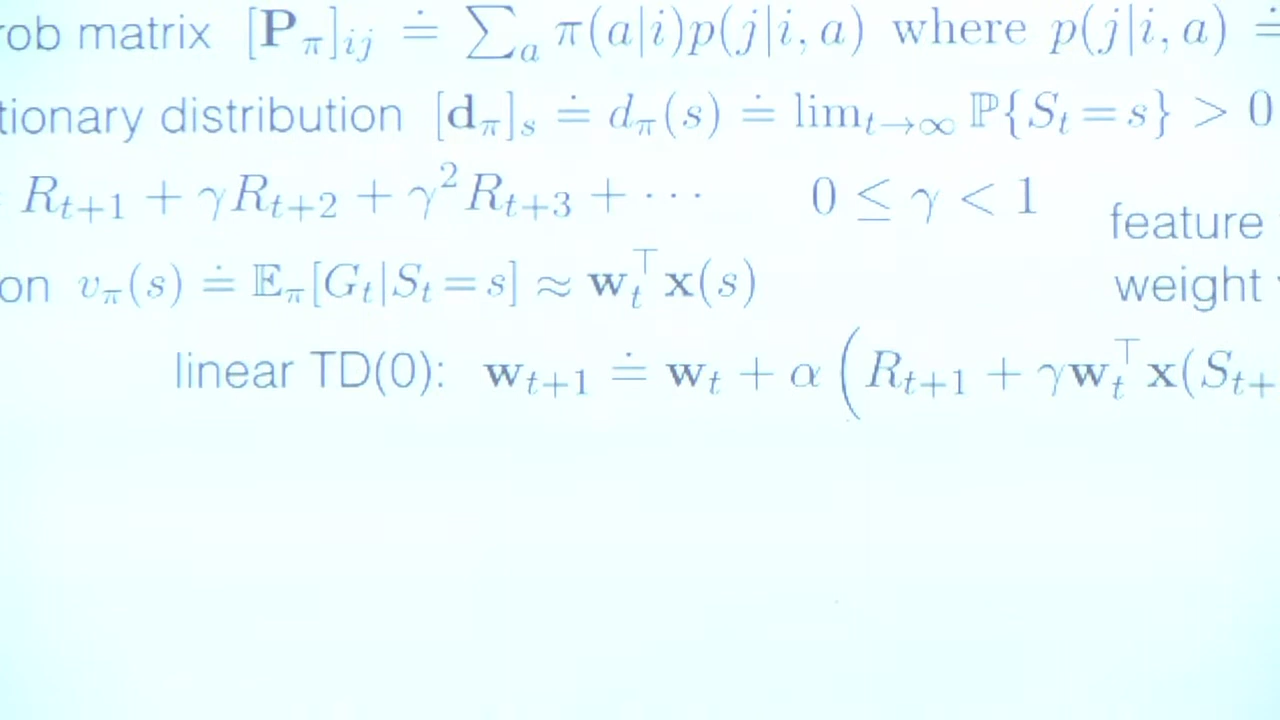 rob matrix [𝐏_π]_ij ≐ ∑_a π(a|i)p(j|i, a) where p(j|i, a) ≐
tionary distribution [𝐝_π]_s ≐ d_π(s) ≐ lim_{t→∞} ℙ{S_t = s} > 0
R_{t+1} + γR_{t+2} + γ²R_{t+3} + ··· 0 ≤ γ < 1
feature
on v_π(s) ≐ 𝔼_π[G_t|S_t = s] ≈ 𝐰_t^⊤ 𝐱(s)
weight
linear TD(0): 𝐰_{t+1} ≐ 𝐰_t + α (R_{t+1} + γ𝐰_t^⊤ 𝐱(S_{t+